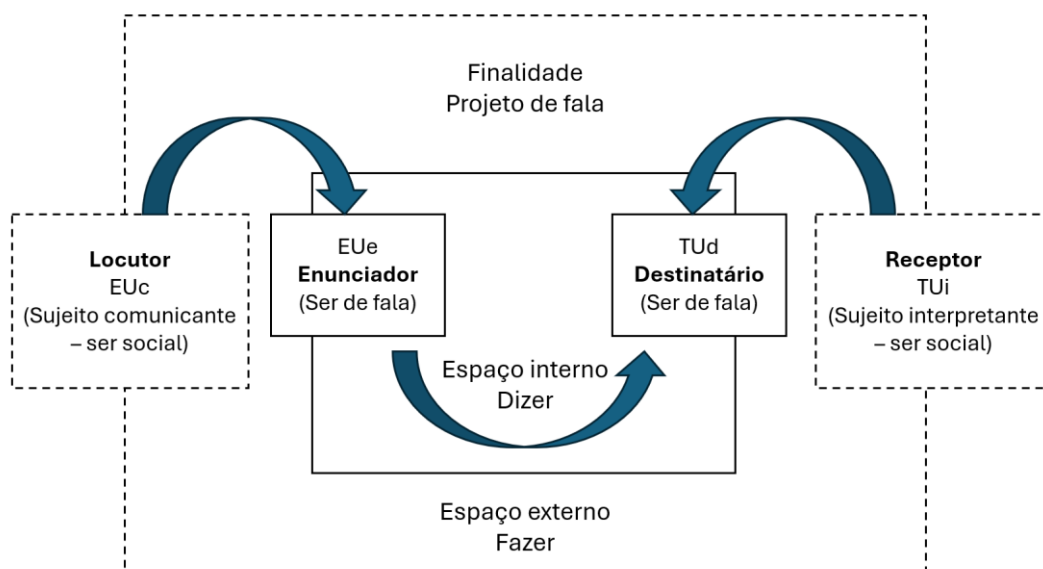 Finalidade
Projeto de fala
Locutor
EUc
(Sujeito comunicante
– ser social)
EUe
Enunciador
(Ser de fala)
TUd
Destinatário
(Ser de fala)
Receptor
TUi
(Sujeito interpretante
– ser social)
Espaço interno
Dizer
Espaço externo
Fazer